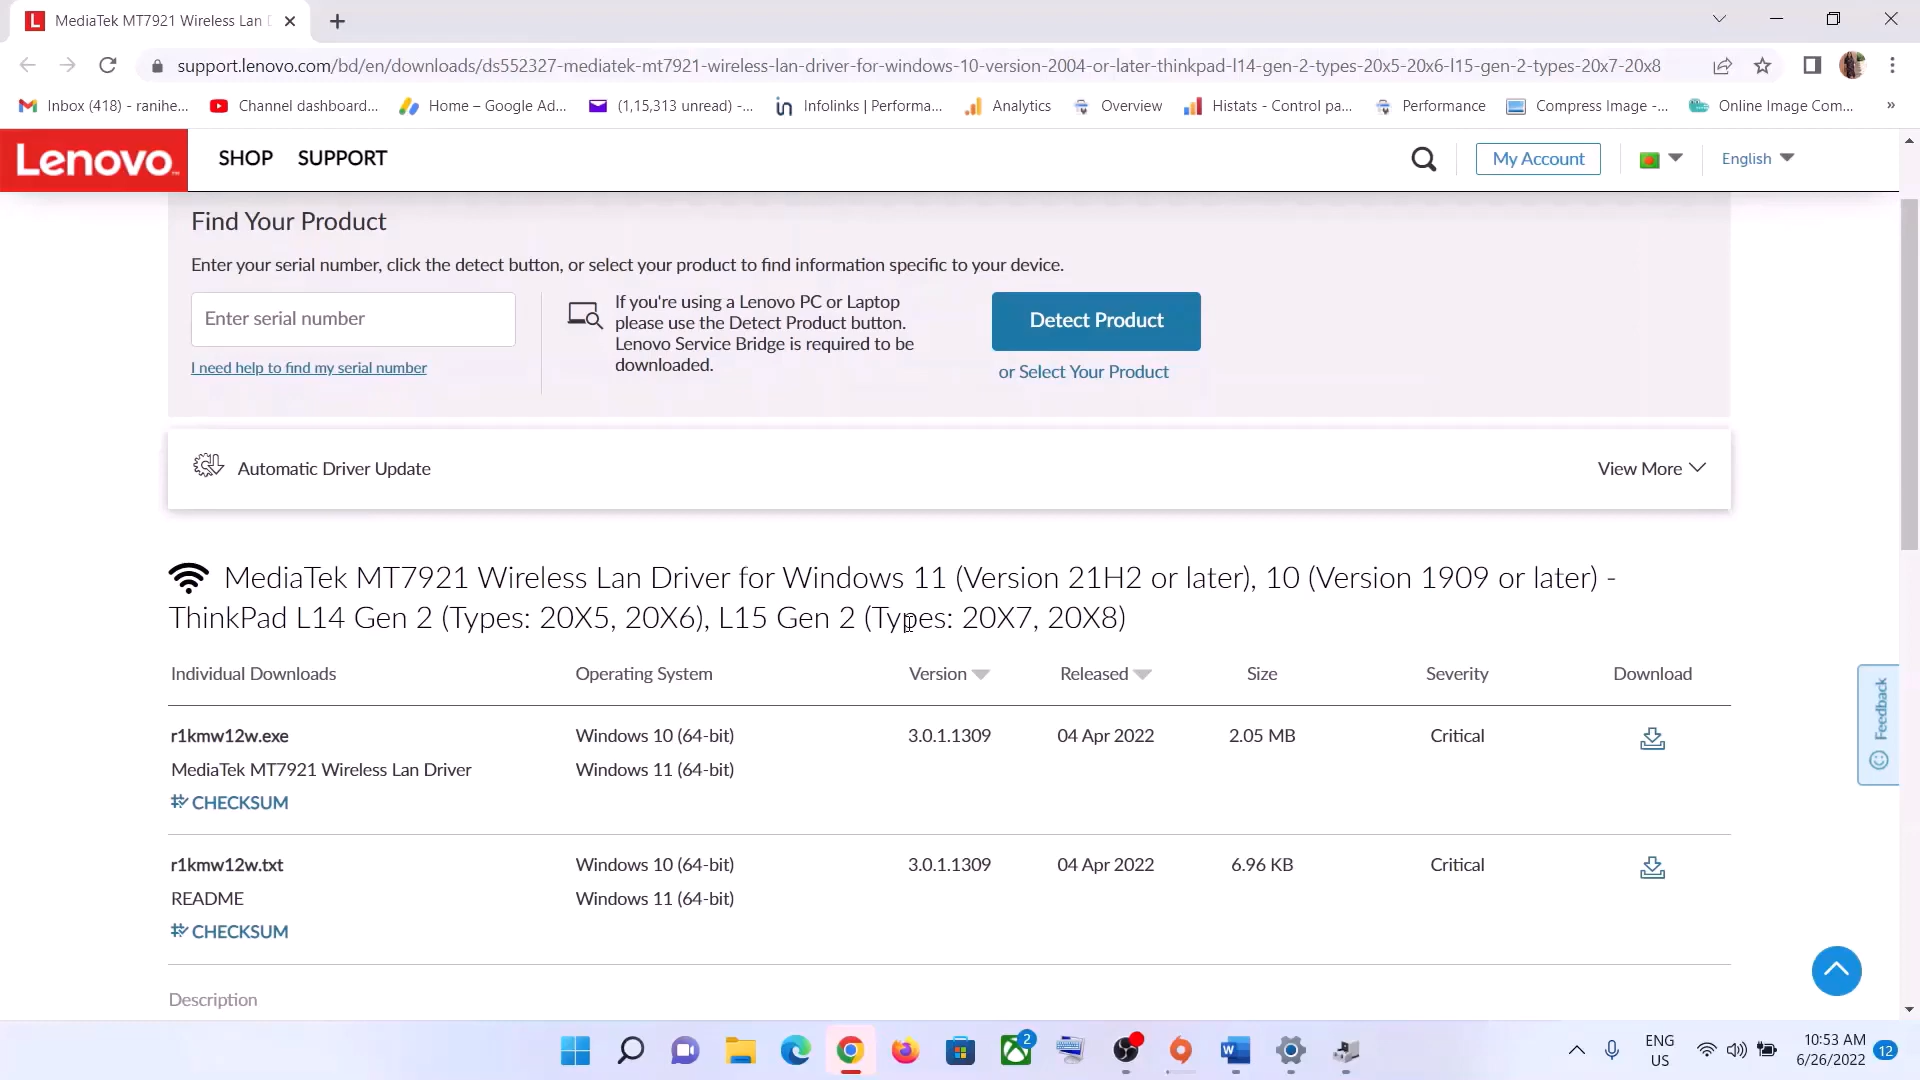 MediaTek MT7921 Wireless Lan D
support.lenovo.com/bd/en/downloads/ds552327-mediatek-mt7921-wireless-lan-driver-for-windows-10-version-2004-or-later-thinkpad-l14-gen-2-types-20x5-20x6-l15-gen-2-types-20x7-20x8
Inbox (418) - ranihe... Channel dashboard... Home – Google Ad... (1,15,313 unread) -... Infolinks | Performa... Analytics Overview Histats - Control pa... Performance Compress Image -... Online Image Com... »
Lenovo SHOP SUPPORT My Account English
Find Your Product
Enter your serial number, click the detect button, or select your product to find information specific to your device.
Enter serial number
I need help to find my serial number
If you're using a Lenovo PC or Laptop
please use the Detect Product button.
Lenovo Service Bridge is required to be
downloaded.
Detect Product
or Select Your Product
Automatic Driver Update View More
MediaTek MT7921 Wireless Lan Driver for Windows 11 (Version 21H2 or later), 10 (Version 1909 or later) -
ThinkPad L14 Gen 2 (Types: 20X5, 20X6), L15 Gen 2 (Types: 20X7, 20X8)
Individual Downloads Operating System Version Released Size Severity Download
r1kmw12w.exe Windows 10 (64-bit) 3.0.1.1309 04 Apr 2022 2.05 MB Critical
MediaTek MT7921 Wireless Lan Driver Windows 11 (64-bit)
CHECKSUM
r1kmw12w.txt Windows 10 (64-bit) 3.0.1.1309 04 Apr 2022 6.96 KB Critical
README Windows 11 (64-bit)
CHECKSUM
Description
Feedback
2
ENG
US
10:53 AM
6/26/2022
12